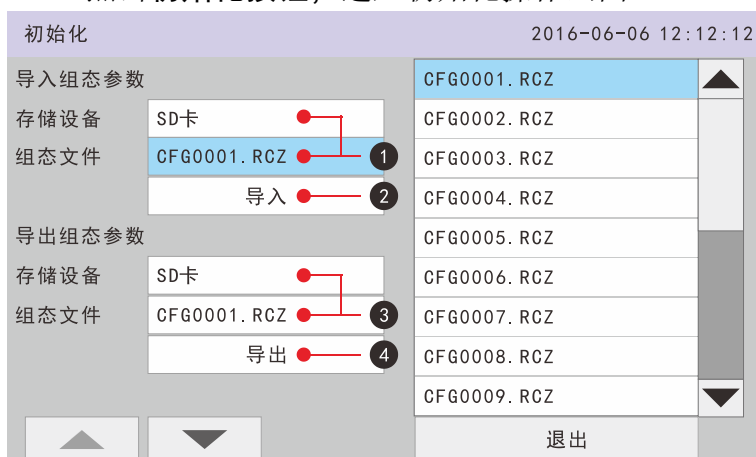 初始化 2016-06-06 12:12:12
导入组态参数
存储设备 SD卡
组态文件 CFG0001.RCZ 1
导入 2
导出组态参数
存储设备 SD卡
组态文件 CFG0001.RCZ 3
导出 4
CFG0001.RCZ
CFG0002.RCZ
CFG0003.RCZ
CFG0004.RCZ
CFG0005.RCZ
CFG0006.RCZ
CFG0007.RCZ
CFG0008.RCZ
CFG0009.RCZ
退出